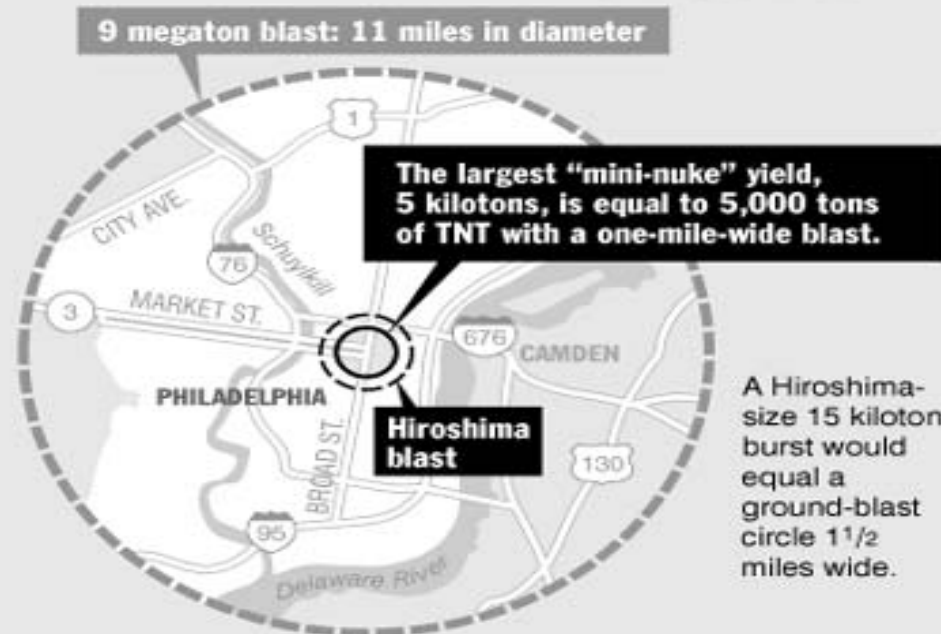 9 megaton blast: 11 miles in diameter
1
The largest “mini-nuke” yield,
5 kilotons, is equal to 5,000 tons
of TNT with a one-mile-wide blast.
CITY AVE.
Schuylkill
76
3
MARKET ST.
676
CAMDEN
PHILADELPHIA
Hiroshima
blast
BROAD ST.
130
95
Delaware River
A Hiroshima-
size 15 kiloton
burst would
equal a
ground-blast
circle 1 1/2
miles wide.